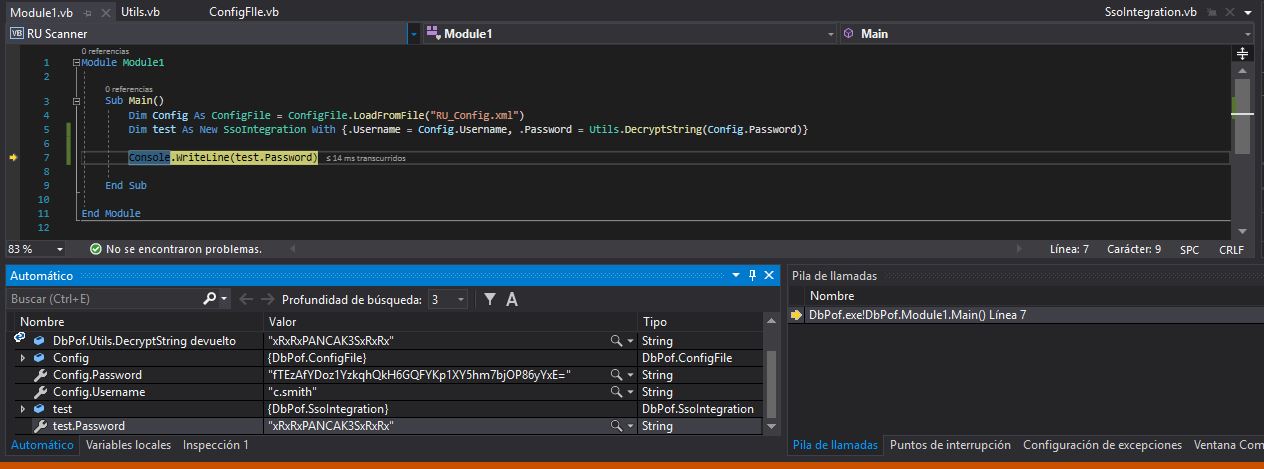 Module1.vb Utils.vb ConfigFIle.vb SsoIntegration.vb
VB RU Scanner Module1 Main
0 referencias
1 Module Module1
2
0 referencias
3 Sub Main()
4 Dim Config As ConfigFile = ConfigFile.LoadFromFile("RU_Config.xml")
5 Dim test As New SsoIntegration With {.Username = Config.Username, .Password = Utils.DecryptString(Config.Password)}
6
7 Console.WriteLine(test.Password) ≤ 14 ms transcurridos
8
9 End Sub
10
11 End Module
12
83 % No se encontraron problemas. Línea: 7 Carácter: 9 SPC CRLF
Automático
Buscar (Ctrl+E) Profundidad de búsqueda: 3 A
Nombre Valor Tipo
DbPof.Utils.DecryptString devuelto "xRxRxPANCAK3SxRxRx" String
Config {DbPof.ConfigFile} DbPof.ConfigFile
Config.Password "fTEzAfYDoz1YzkqhQkH6GQFYKp1XY5hm7bjOP86yYxE=" String
Config.Username "c.smith" String
test {DbPof.SsoIntegration} DbPof.SsoIntegration
test.Password "xRxRxPANCAK3SxRxRx" String
Automático Variables locales Inspección 1
Pila de llamadas
Nombre
DbPof.exe!DbPof.Module1.Main() Línea 7
Pila de llamadas Puntos de interrupción Configuración de excepciones Ventana Com